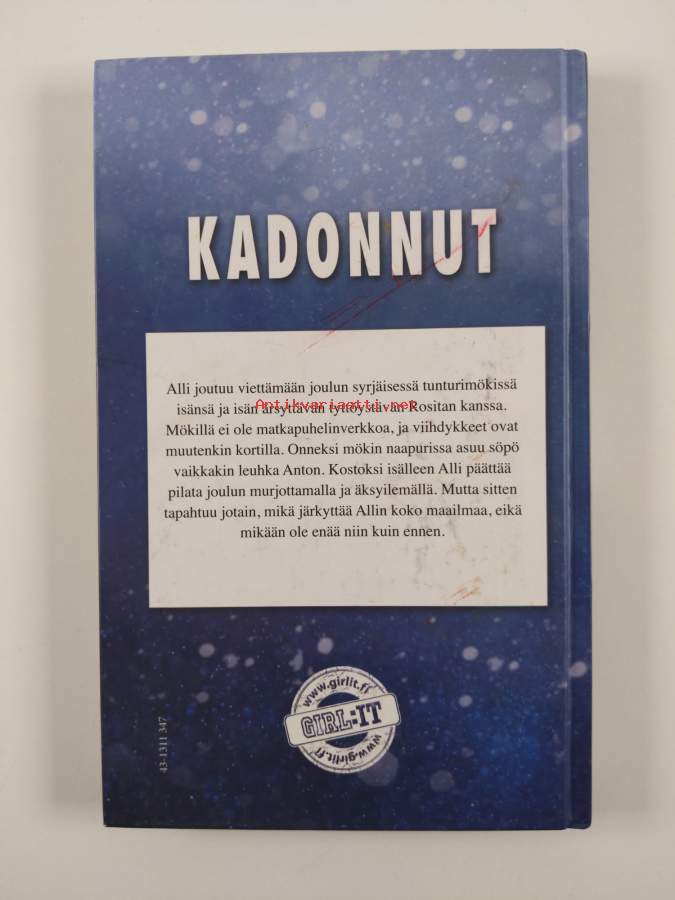 KADONNUT
Alli joutuu viettämään joulun syrjäisessä tunturimökissä
isänsä ja isän ärsyttävän tyttöystävän Rositan kanssa.
Antikvariaatti.net
Mökillä ei ole matkapuhelinverkkoa, ja viihdykkeet ovat
muutenkin kortilla. Onneksi mökin naapurissa asuu söpö
vaikkakin leuhka Anton. Kostoksi isälleen Alli päättää
pilata joulun murjottamalla ja äksyilemällä. Mutta sitten
tapahtuu jotain, mikä järkyttää Allin koko maailmaa, eikä
mikään ole enää niin kuin ennen.
www.girlit.fi
GIRL:IT
www.girlit.fi
43-1311 347